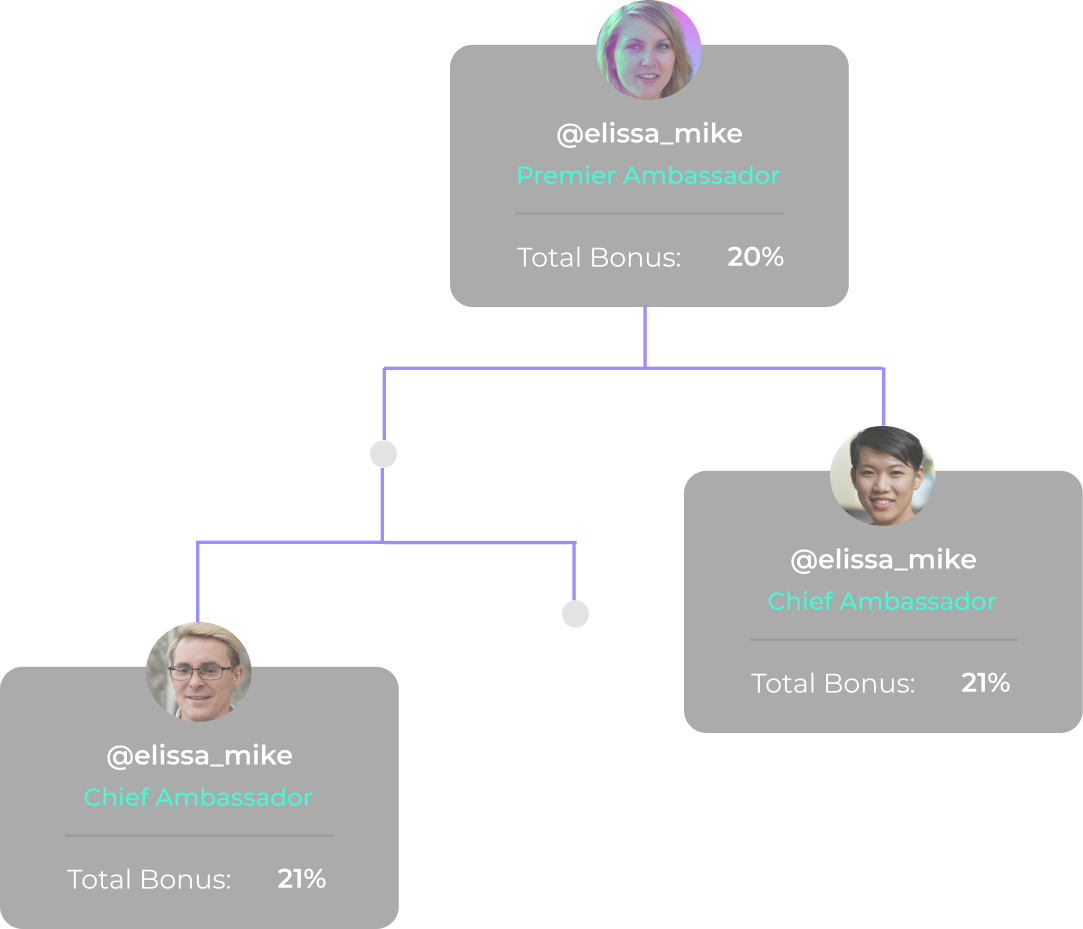 @elissa_mike
Premier Ambassador
Total Bonus: 20%
@elissa_mike
Chief Ambassador
Total Bonus: 21%
@elissa_mike
Chief Ambassador
Total Bonus: 21%